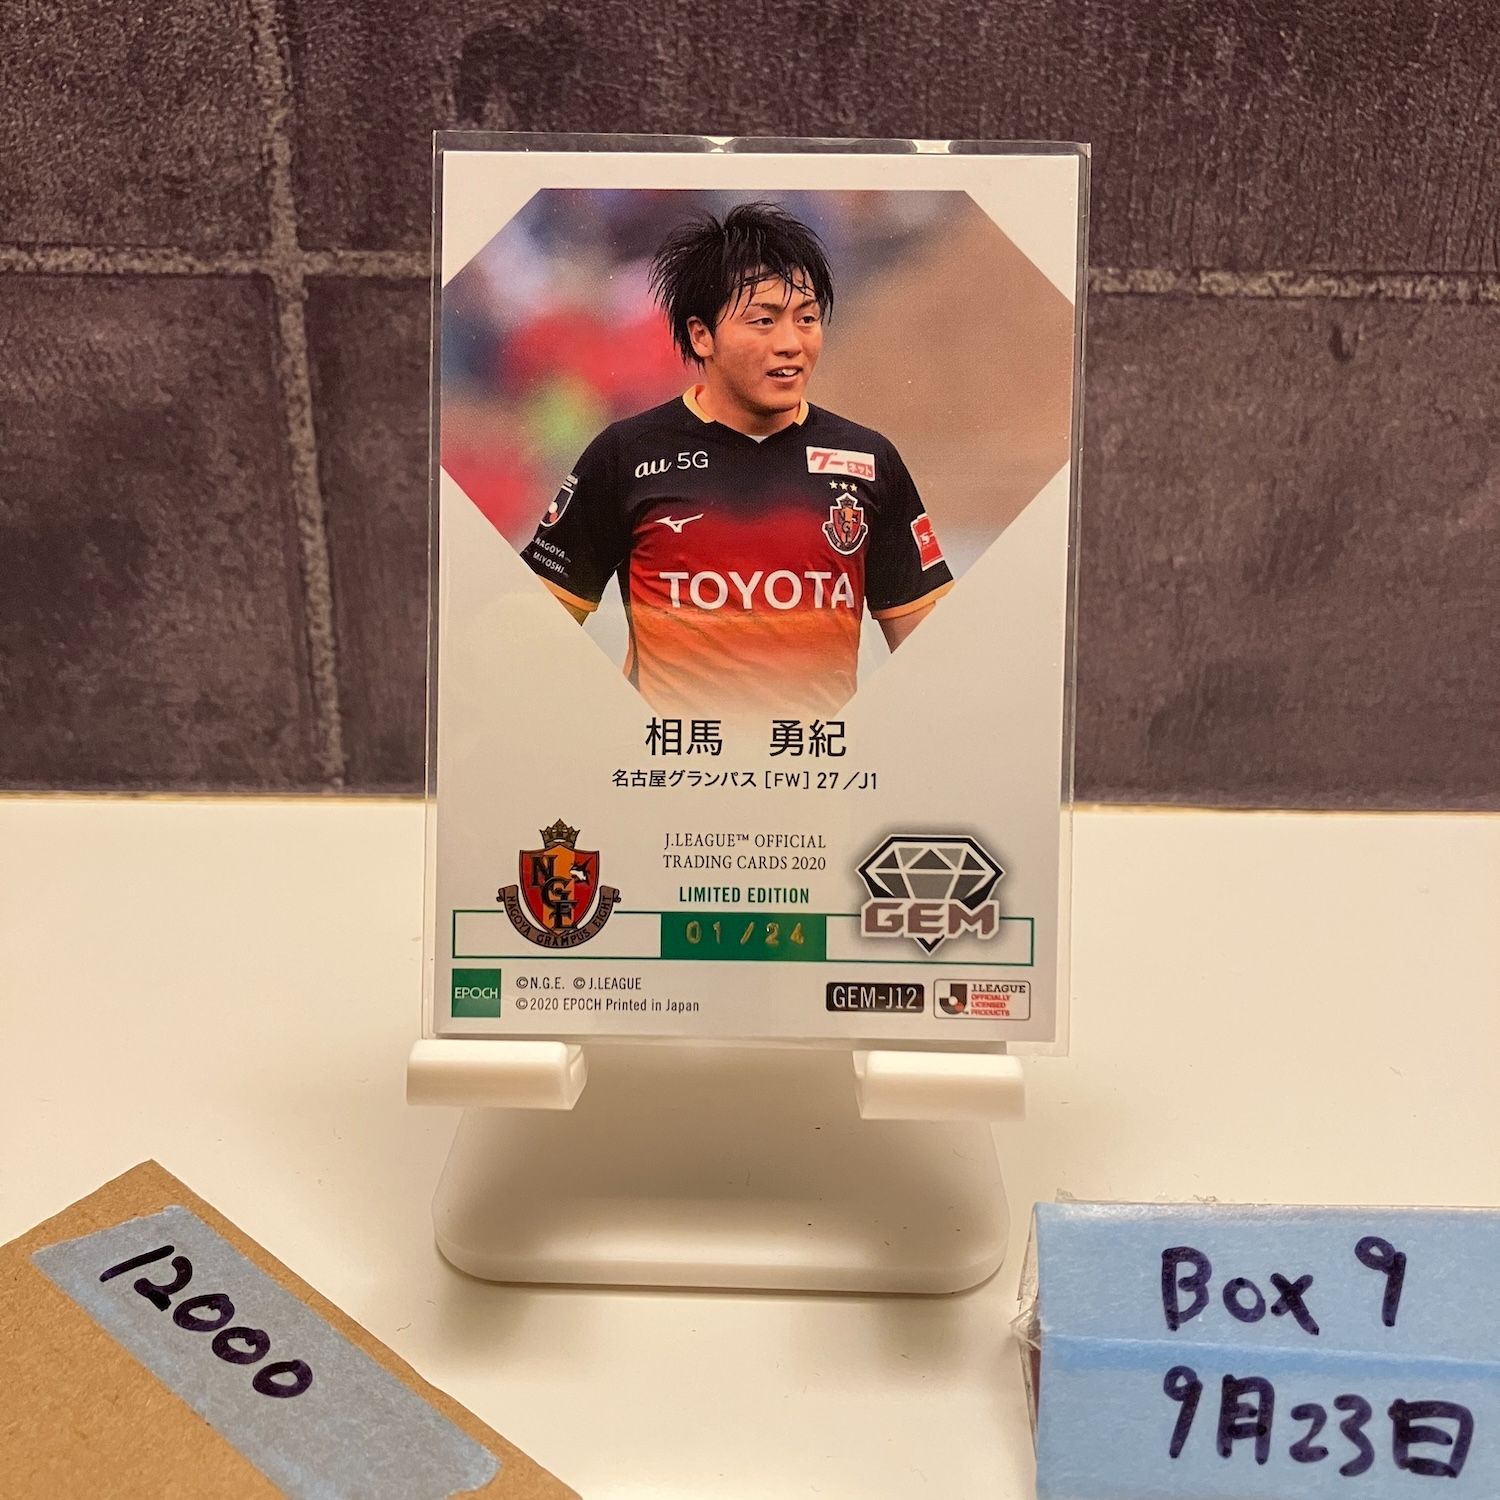 au 5G
グーネット
NAGOYA
MIYOSHI
NGE
TOYOTA
相馬 勇紀
名古屋グランパス [FW] 27/J1
J.LEAGUE™ OFFICIAL
TRADING CARDS 2020
LIMITED EDITION
01/24
NGE
NAGOYA GRAMPUS EIGHT
GEM
EPOCH
©N.G.E. ©J.LEAGUE
©2020 EPOCH Printed in Japan
GEM-J12
J.LEAGUE
OFFICIALLY
LICENSED
PRODUCTS
12000
Box 9
9月23日